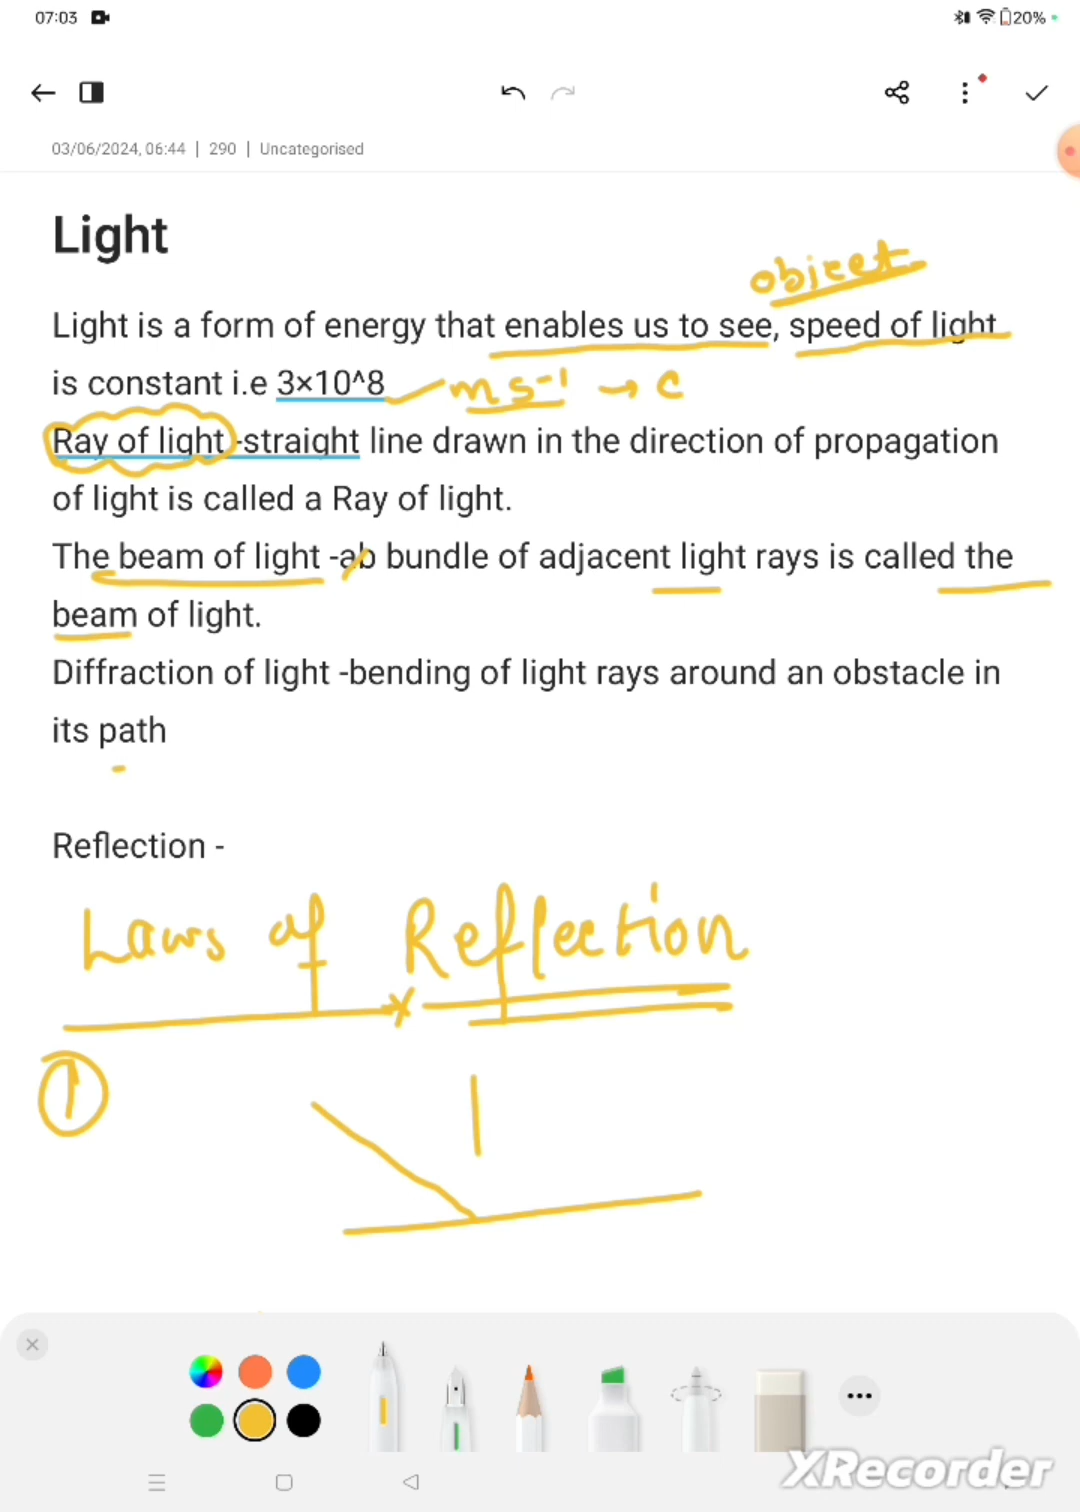 07:03
20%
03/06/2024, 06:44 | 290 | Uncategorised
Light
object
Light is a form of energy that enables us to see, speed of light
is constant i.e 3×10^8 ms⁻¹ → c
Ray of light -straight line drawn in the direction of propagation
of light is called a Ray of light.
The beam of light -ab bundle of adjacent light rays is called the
beam of light.
Diffraction of light -bending of light rays around an obstacle in
its path
Reflection -
Laws of Reflection
1
XRecorder